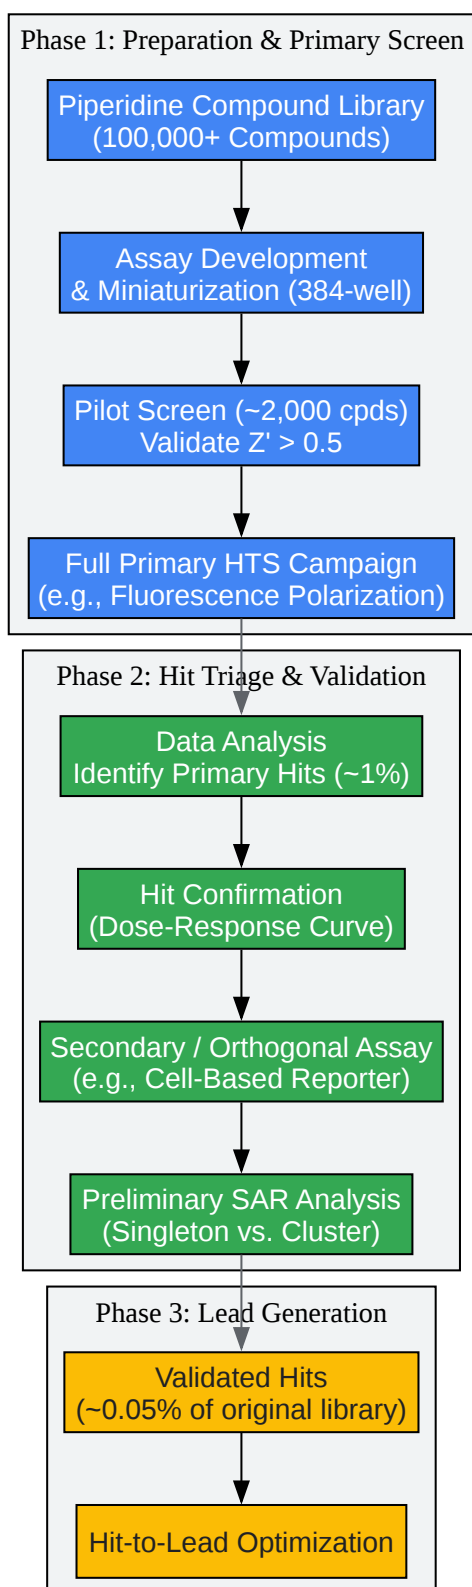 Phase 1: Preparation & Primary Screen
Piperidine Compound Library
(100,000+ Compounds)
Assay Development
& Miniaturization (384-well)
Pilot Screen (~2,000 cpds)
Validate Z' > 0.5
Full Primary HTS Campaign
(e.g., Fluorescence Polarization)
Phase 2: Hit Triage & Validation
Data Analysis
Identify Primary Hits (~1%)
Hit Confirmation
(Dose-Response Curve)
Secondary / Orthogonal Assay
(e.g., Cell-Based Reporter)
Preliminary SAR Analysis
(Singleton vs. Cluster)
Phase 3: Lead Generation
Validated Hits
(~0.05% of original library)
Hit-to-Lead Optimization